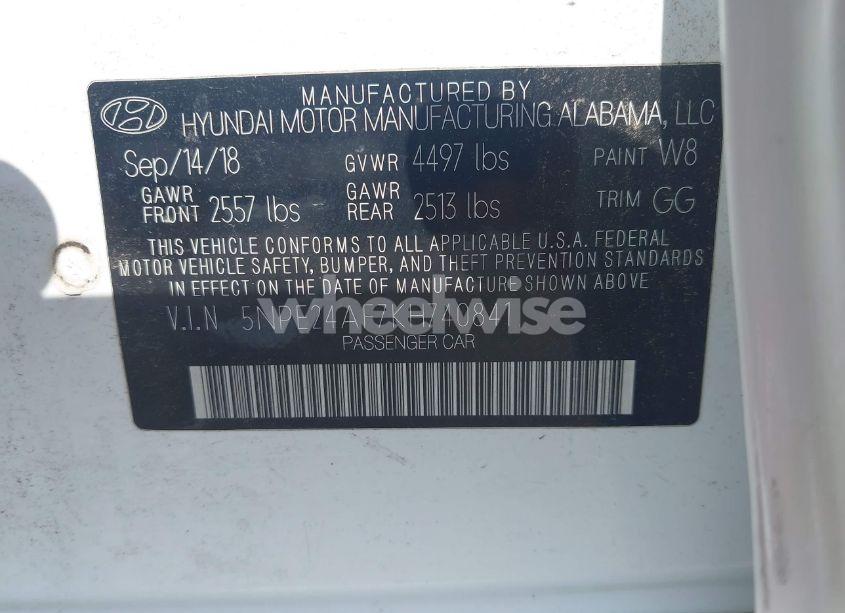 MANUFACTURED BY
HYUNDAI MOTOR MANUFACTURING ALABAMA, LLC
Sep/14/18 GVWR 4497 lbs PAINT W8
GAWR FRONT 2557 lbs GAWR REAR 2513 lbs TRIM GG
THIS VEHICLE CONFORMS TO ALL APPLICABLE U.S.A. FEDERAL
MOTOR VEHICLE SAFETY, BUMPER, AND THEFT PREVENTION STANDARDS
IN EFFECT ON THE DATE OF MANUFACTURE SHOWN ABOVE
V.I.N
wheelwise
PASSENGER CAR